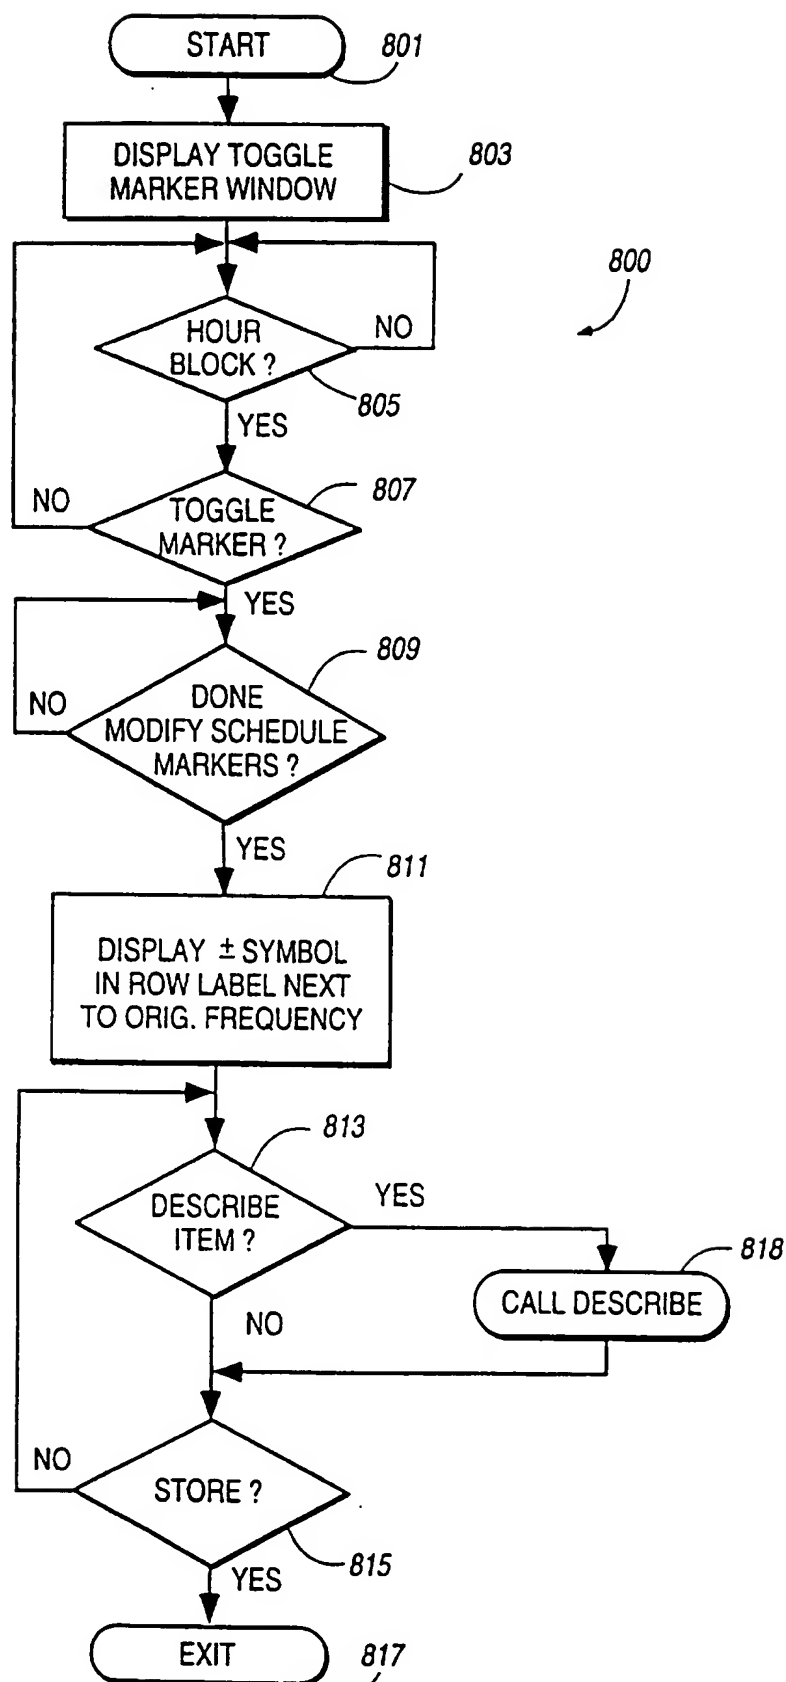 START
801
DISPLAY TOGGLE
MARKER WINDOW
803
800
HOUR
BLOCK ?
NO
805
YES
NO
807
TOGGLE
MARKER ?
YES
809
NO
DONE
MODIFY SCHEDULE
MARKERS ?
YES
811
DISPLAY ± SYMBOL
IN ROW LABEL NEXT
TO ORIG. FREQUENCY
813
DESCRIBE
ITEM ?
YES
818
CALL DESCRIBE
NO
NO
STORE ?
815
YES
EXIT
817